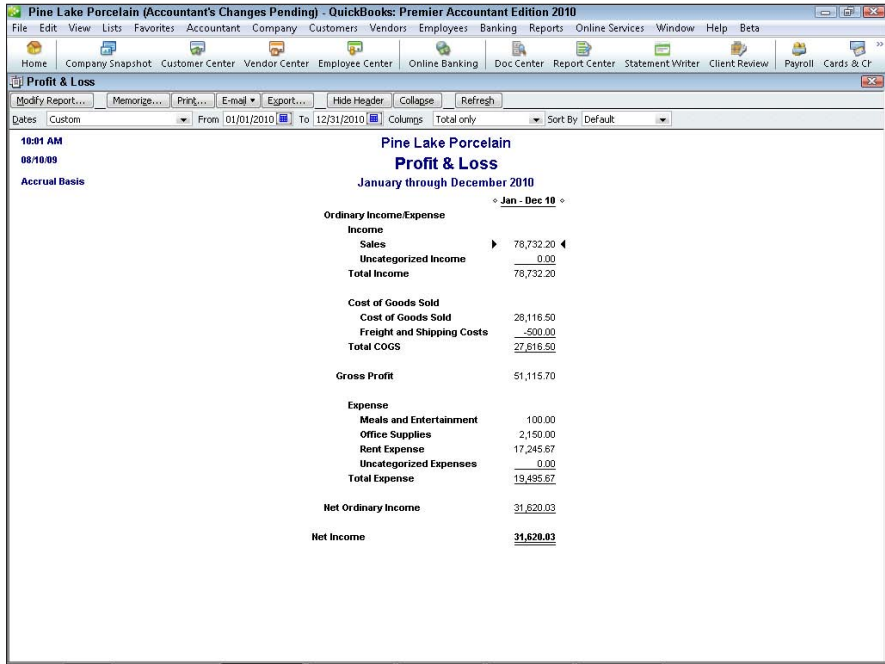 Pine Lake Porcelain (Accountant's Changes Pending) - QuickBooks: Premier Accountant Edition 2010
File Edit View Lists Favorites Accountant Company Customers Vendors Employees Banking Reports Online Services Window Help Beta
Home Company Snapshot Customer Center Vendor Center Employee Center Online Banking Doc Center Report Center Statement Writer Client Review Payroll Cards & Ch
Profit & Loss
Modify Report... Memorize... Print... E-mail Export... Hide Header Collapse Refresh
Dates Custom From 01/01/2010 To 12/31/2010 Columns Total only Sort By Default
10:01 AM Pine Lake Porcelain
08/10/09 Profit & Loss
Accrual Basis January through December 2010
Jan - Dec 10
Ordinary Income/Expense
Income
Sales 78,732.20
Uncategorized Income 0.00
Total Income 78,732.20
Cost of Goods Sold
Cost of Goods Sold 28,116.50
Freight and Shipping Costs -500.00
Total COGS 27,616.50
Gross Profit 51,115.70
Expense
Meals and Entertainment 100.00
Office Supplies 2,150.00
Rent Expense 17,245.67
Uncategorized Expenses 0.00
Total Expense 19,495.67
Net Ordinary Income 31,620.03
Net Income 31,620.03